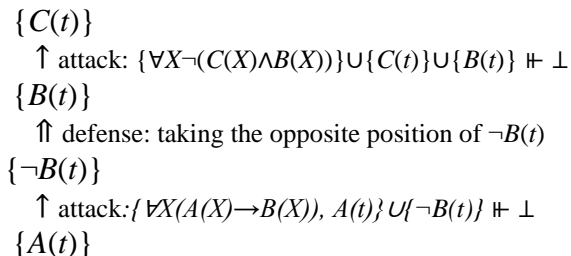 {C(t)}
↑ attack: {∀X¬(C(X)∧B(X))}∪{C(t)}∪{B(t)} ⊩ ⊥
{B(t)}
⇑ defense: taking the opposite position of ¬B(t)
{¬B(t)}
↑ attack:{ ∀X(A(X)→B(X)), A(t)} ∪{¬B(t)} ⊩ ⊥
{A(t)}